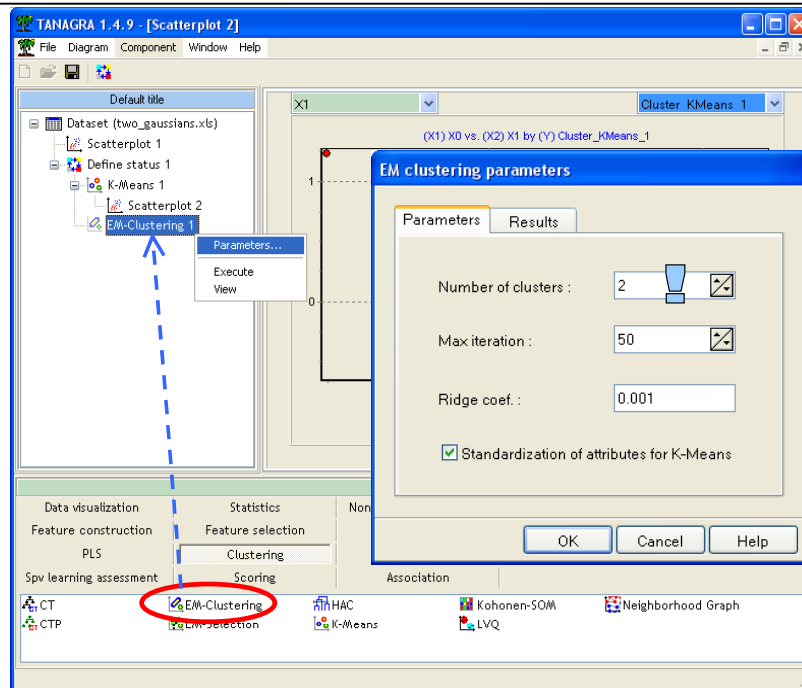 TANAGRA 1.4.9 - [Scatterplot 2]
File Diagram Component Window Help
Default title
Dataset (two_gaussians.xls)
Scatterplot 1
Define status 1
K-Means 1
Scatterplot 2
EM-Clustering 1
Parameters...
Execute
View
X1
Cluster_KMeans_1
(X1) X0 vs. (X2) X1 by (Y) Cluster_KMeans_1
1
0
EM clustering parameters
Parameters Results
Number of clusters : 2
Max iteration : 50
Ridge coef. : 0.001
Standardization of attributes for K-Means
OK Cancel Help
Data visualization Statistics Non
Feature construction Feature selection
PLS Clustering
Spv learning assessment Scoring Association
CT EM-Clustering HAC Kohonen-SOM Neighborhood Graph
CTP EM-Selection K-Means LVQ